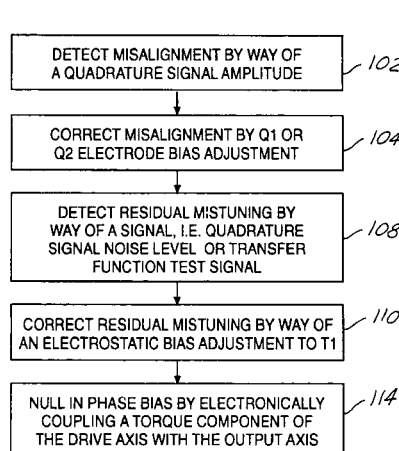 DETECT MISALIGNMENT BY WAY OF
A QUADRATURE SIGNAL AMPLITUDE
102
CORRECT MISALIGNMENT BY Q1 OR
Q2 ELECTRODE BIAS ADJUSTMENT
104
DETECT RESIDUAL MISTUNING BY
WAY OF A SIGNAL, I.E. QUADRATURE
SIGNAL NOISE LEVEL OR TRANSFER
FUNCTION TEST SIGNAL
108
CORRECT RESIDUAL MISTUNING BY WAY OF
AN ELECTROSTATIC BIAS ADJUSTMENT TO T1
110
NULL IN PHASE BIAS BY ELECTRONICALLY
COUPLING A TORQUE COMPONENT OF
THE DRIVE AXIS WITH THE OUTPUT AXIS
114